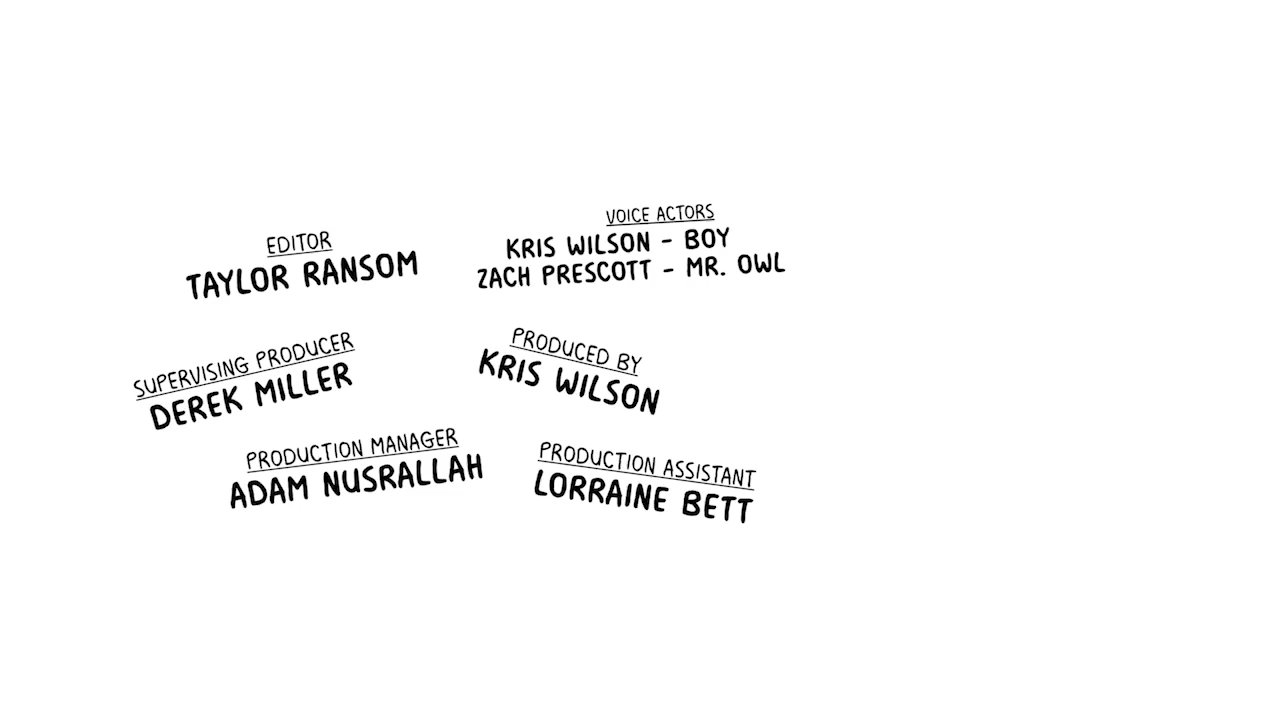 EDITOR
TAYLOR RANSOM
VOICE ACTORS
KRIS WILSON - BOY
ZACH PRESCOTT - MR. OWL
SUPERVISING PRODUCER
DEREK MILLER
PRODUCED BY
KRIS WILSON
PRODUCTION MANAGER
ADAM NUSRALLAH
PRODUCTION ASSISTANT
LORRAINE BETT